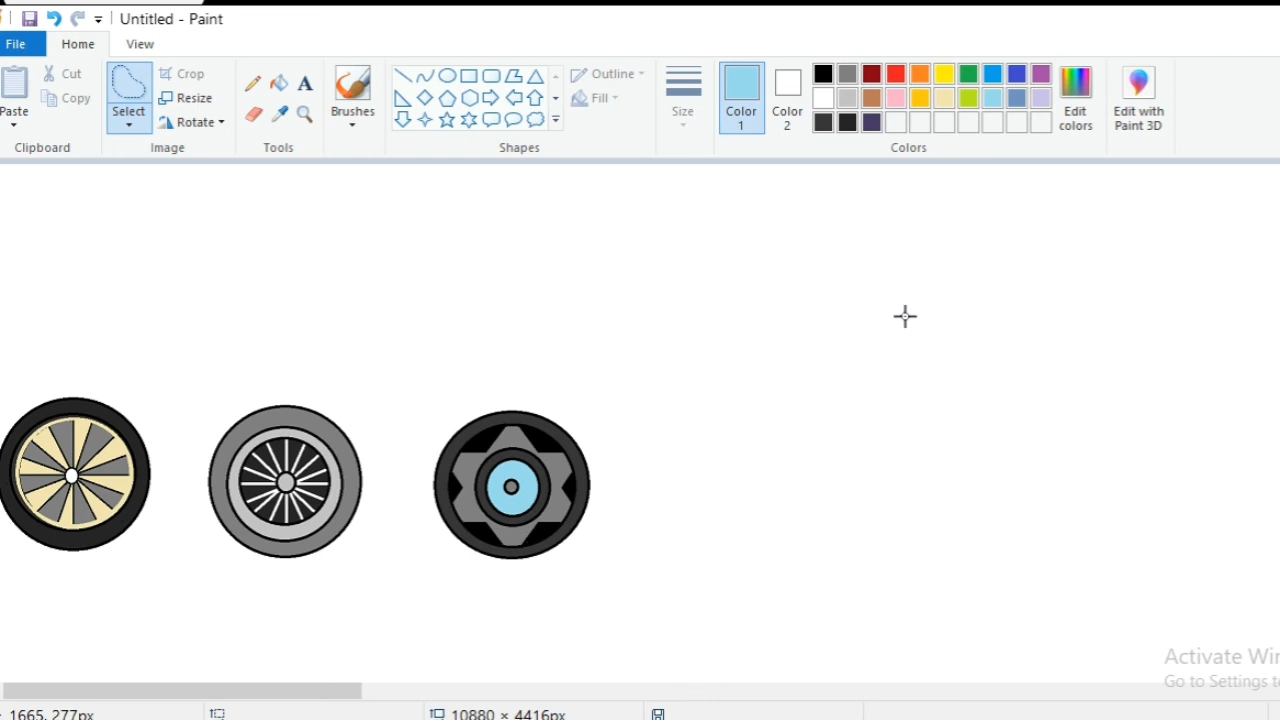 Untitled - Paint
File Home View
Paste
Cut
Copy
Clipboard
Select
Crop
Resize
Rotate
Image
A
Tools
Brushes
Outline
Fill
Shapes
Size
Color 1
Color 2
Edit colors
Colors
Edit with Paint 3D
Activate Win
Go to Settings t
1665, 277px
10880 × 4416px